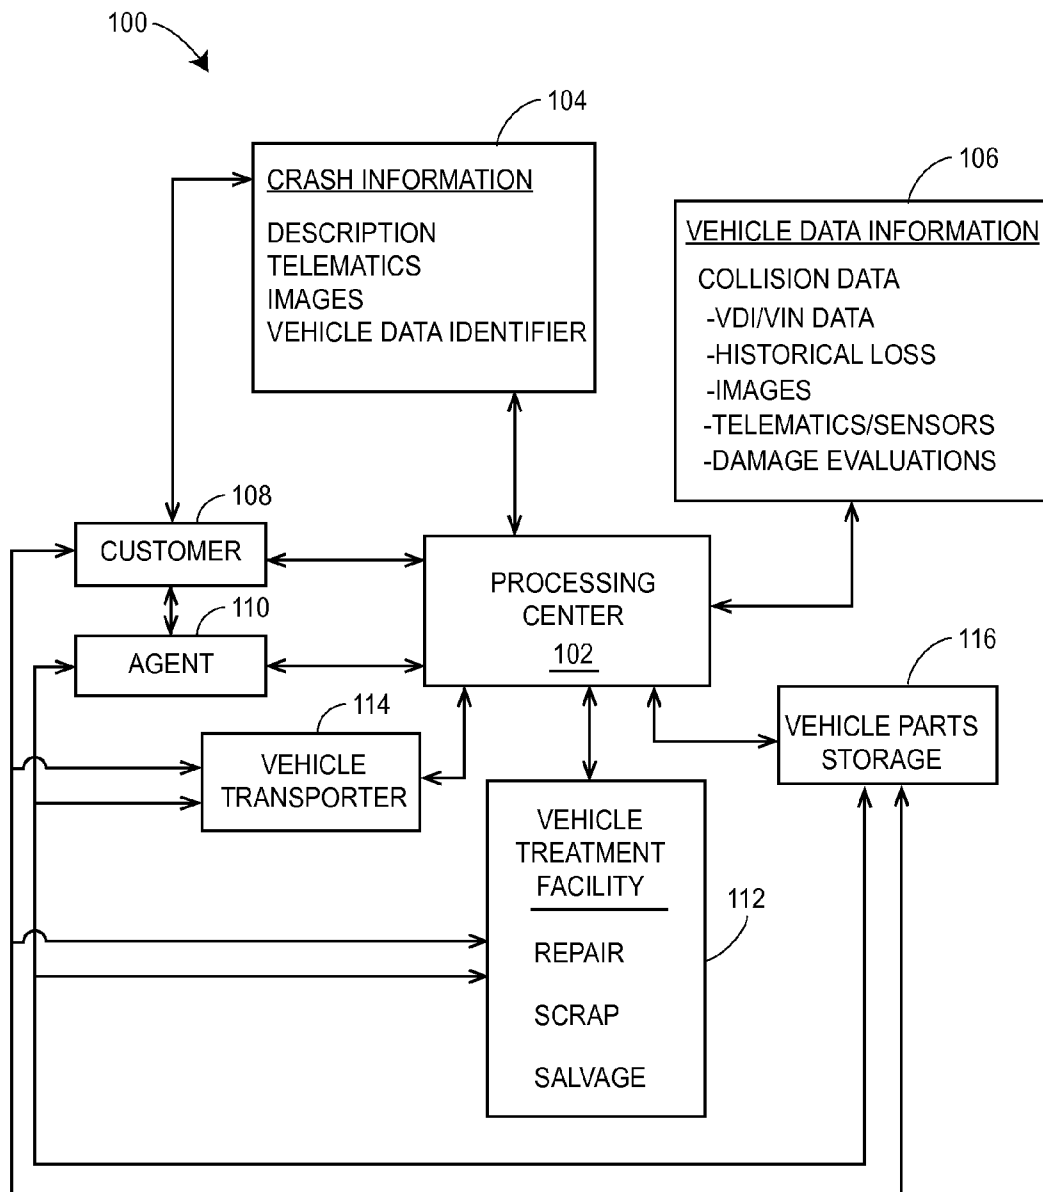 100
104
CRASH INFORMATION
DESCRIPTION
TELEMATICS
IMAGES
VEHICLE DATA IDENTIFIER
106
VEHICLE DATA INFORMATION
COLLISION DATA
-VDI/VIN DATA
-HISTORICAL LOSS
-IMAGES
-TELEMATICS/SENSORS
-DAMAGE EVALUATIONS
108
CUSTOMER
110
AGENT
PROCESSING
CENTER
102
114
VEHICLE
TRANSPORTER
116
VEHICLE PARTS
STORAGE
VEHICLE
TREATMENT
FACILITY
112
REPAIR
SCRAP
SALVAGE